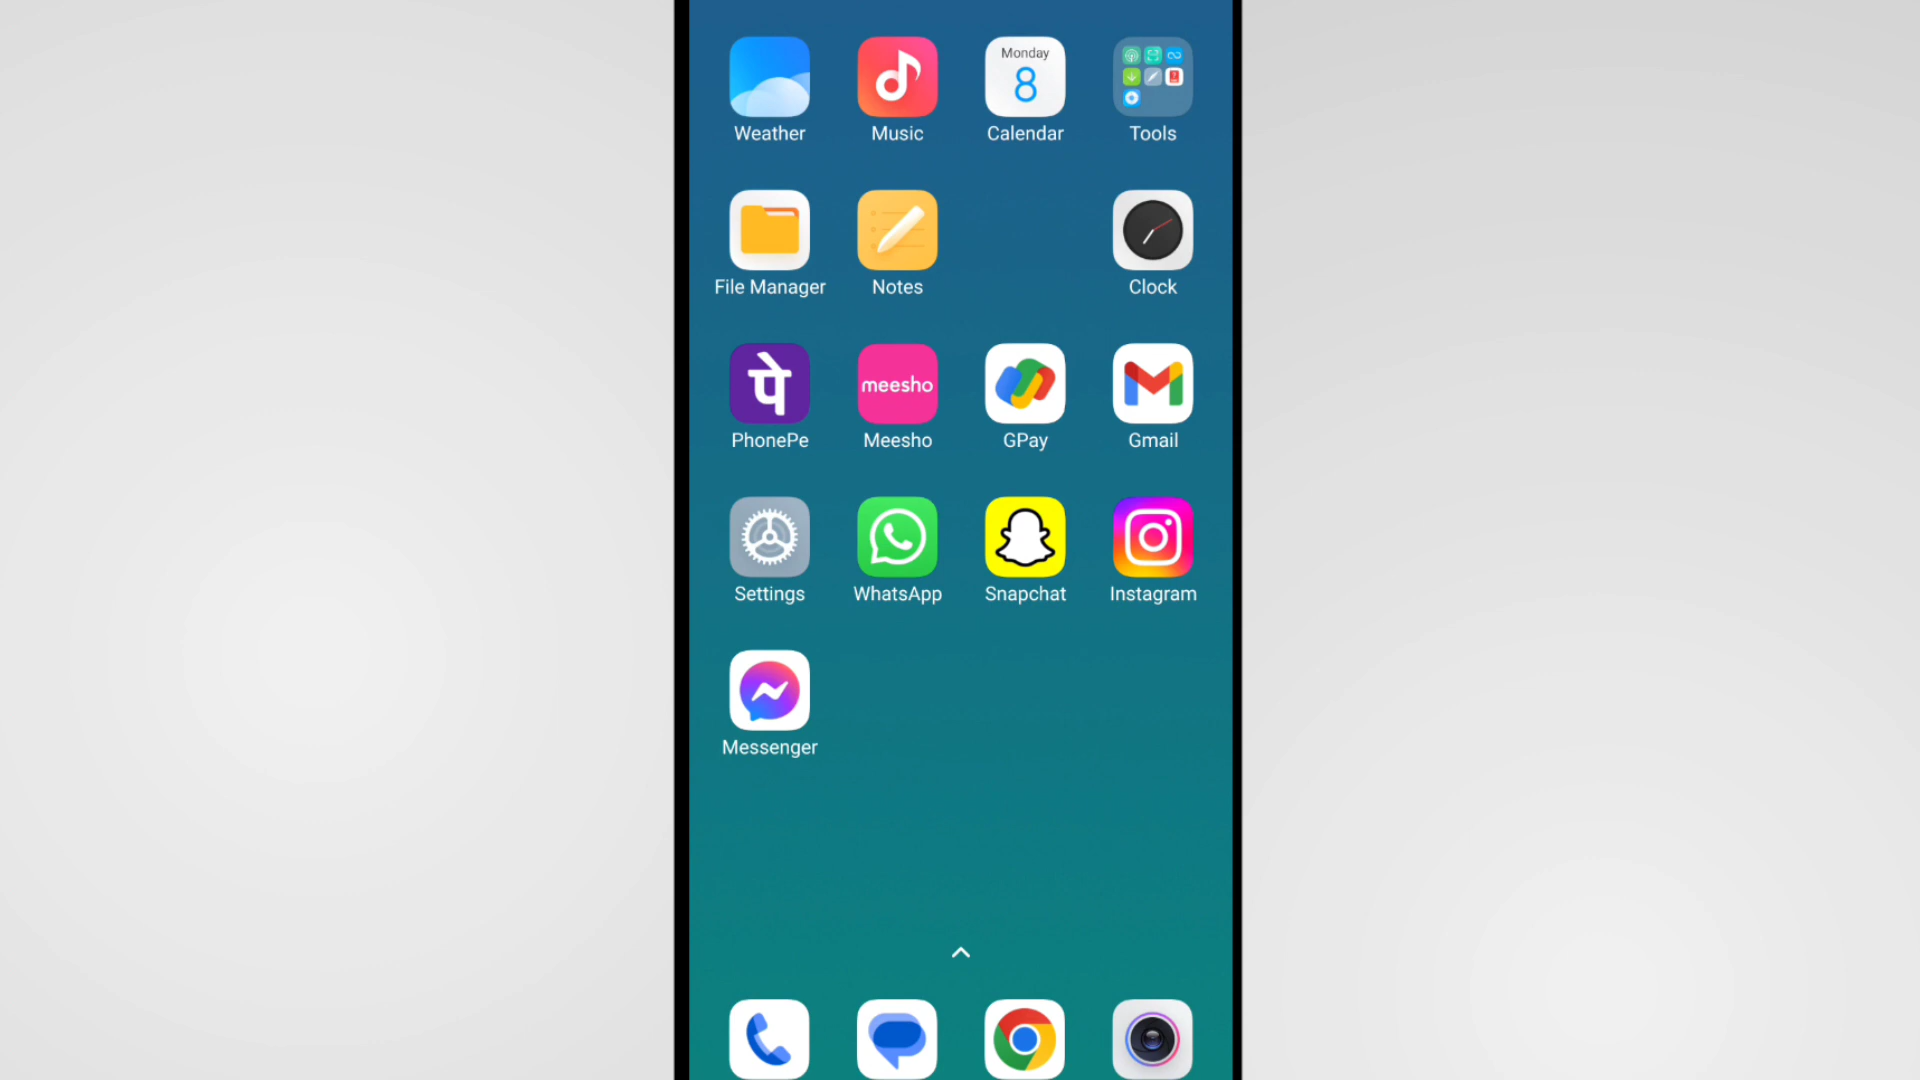 Monday
8
Weather Music Calendar Tools
File Manager Notes Clock
पे
meesho
PhonePe Meesho GPay Gmail
Settings WhatsApp Snapchat Instagram
Messenger